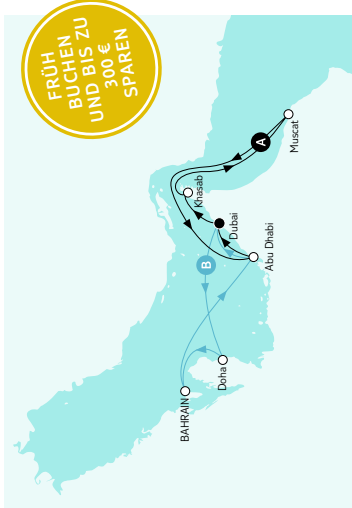 FRÜH
BUCHEN
UND BIS ZU
300 €
SPAREN
A
Muscat
Khasab
Dubai
B
Abu Dhabi
Doha
BAHRAIN